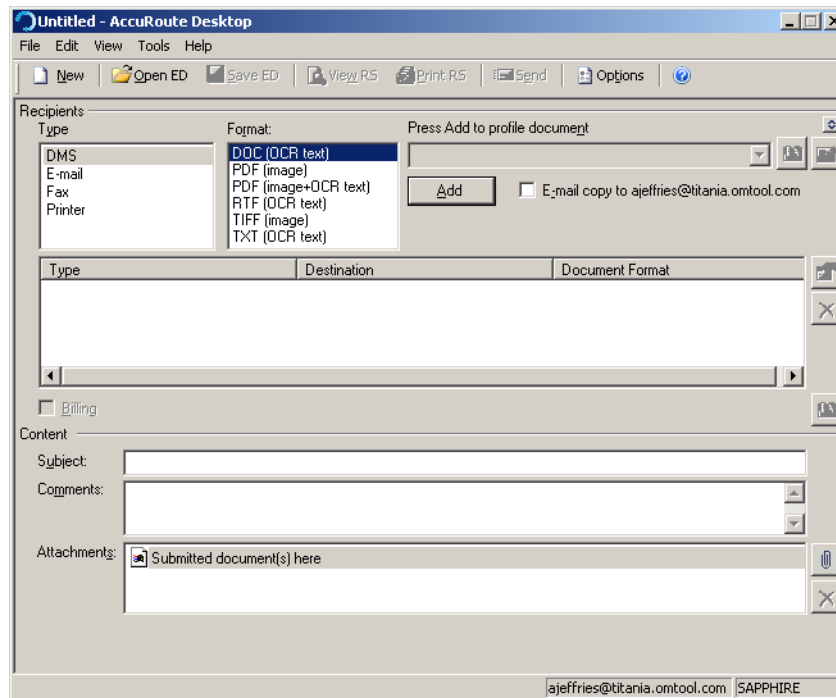 Untitled - AccuRoute Desktop
File Edit View Tools Help
New Open ED Save ED View RS Print RS Send Options
Recipients
Type Format: Press Add to profile document
DMS
E-mail
Fax
Printer
DOC (OCR text)
PDF (image)
PDF (image+OCR text)
RTF (OCR text)
TIFF (image)
TXT (OCR text)
Add E-mail copy to ajeffries@titania.omtool.com
Type Destination Document Format
Billing
Content
Subject:
Comments:
Attachments: Submitted document(s) here
ajeffries@titania.omtool.com SAPPHIRE